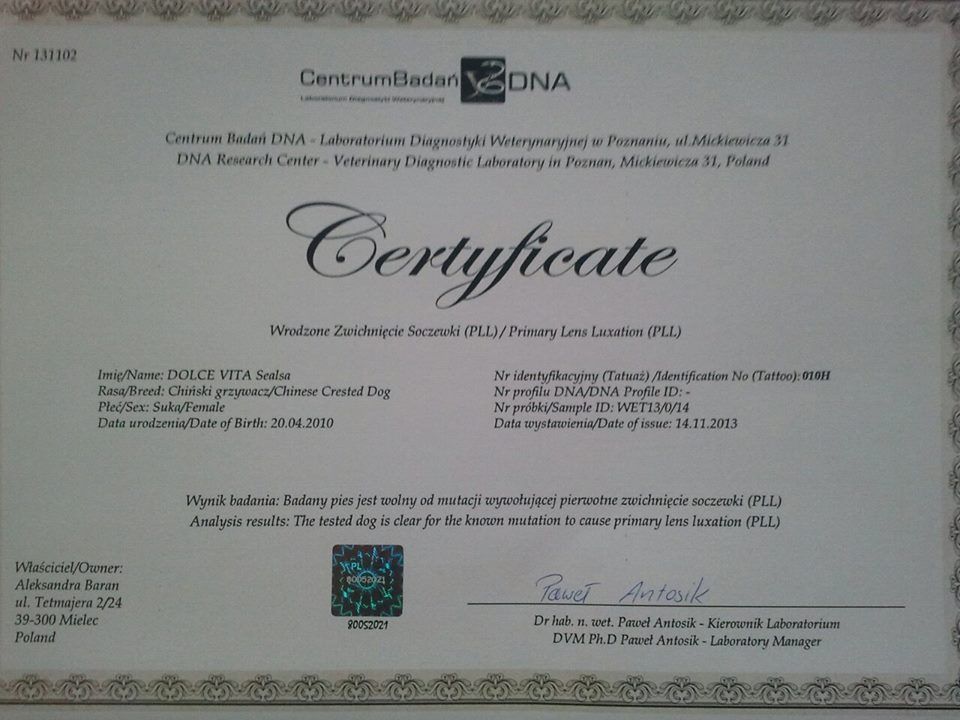 Nr 131102
CentrumBadań DNA
Laboratorium Diagnostyki Weterynaryjnej
Centrum Badań DNA - Laboratorium Diagnostyki Weterynaryjnej w Poznaniu, ul.Mickiewicza 31
DNA Research Center - Veterinary Diagnostic Laboratory in Poznan, Mickiewicza 31, Poland
Certyficate
Wrodzone Zwichnięcie Soczewki (PLL)/ Primary Lens Luxation (PLL)
Imię/Name: DOLCE VITA Sealsa
Rasa/Breed: Chiński grzywacz/Chinese Crested Dog
Płeć/Sex: Suka/Female
Data urodzenia/Date of Birth: 20.04.2010
Nr identyfikacyjny (Tatuaż) /Identification No (Tattoo): 010H
Nr profilu DNA/DNA Profile ID: -
Nr próbki/Sample ID: WET13/0/14
Data wystawienia/Date of issue: 14.11.2013
Wynik badania: Badany pies jest wolny od mutacji wywołującej pierwotne zwichnięcie soczewki (PLL)
Analysis results: The tested dog is clear for the known mutation to cause primary lens luxation (PLL)
Właściciel/Owner:
Aleksandra Baran
ul. Tetmajera 2/24
39-300 Mielec
Poland
PL
80052021
80052021
Paweł Antosik
Dr hab. n. wet. Paweł Antosik - Kierownik Laboratorium
DVM Ph.D Paweł Antosik - Laboratory Manager